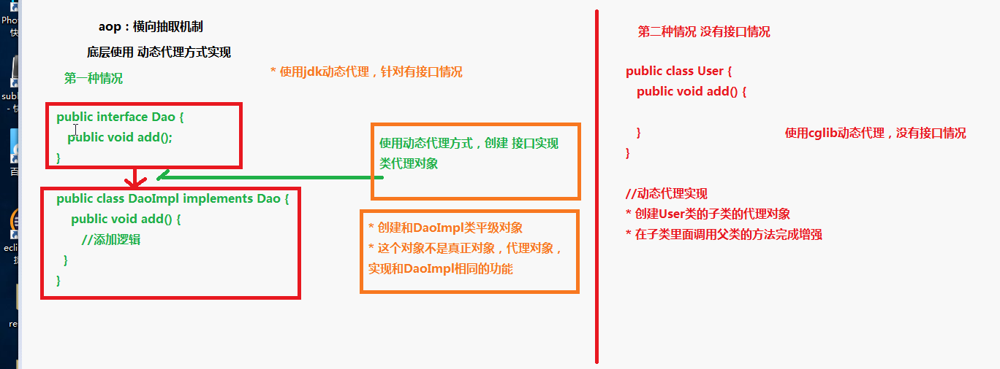 Pho
快
subl
- 快
百
ecli
捷
re
aop：横向抽取机制
底层使用 动态代理方式实现
第一种情况
* 使用jdk动态代理，针对有接口情况
public interface Dao {
public void add();
}
使用动态代理方式，创建 接口实现
类代理对象
public class DaoImpl implements Dao {
public void add() {
//添加逻辑
}
}
* 创建和DaoImpl类平级对象
* 这个对象不是真正对象，代理对象，
实现和DaoImpl相同的功能
第二种情况 没有接口情况
public class User {
public void add() {
}
使用cglib动态代理，没有接口情况
}
//动态代理实现
* 创建User类的子类的代理对象
* 在子类里面调用父类的方法完成增强